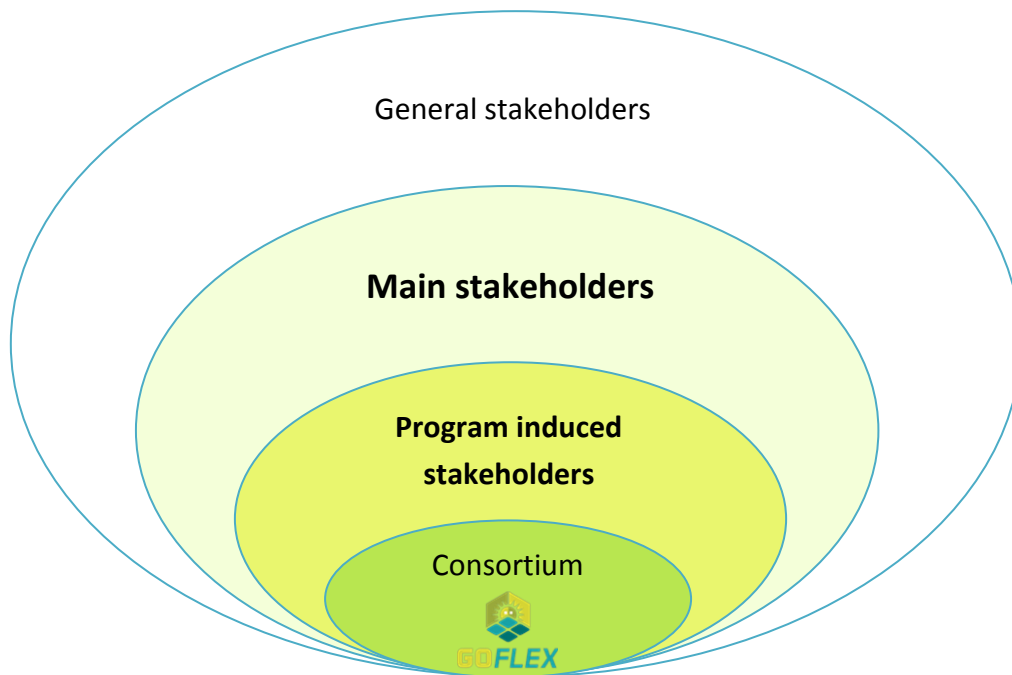 General stakeholders
Main stakeholders
Program induced
stakeholders
Consortium
GOFLEX